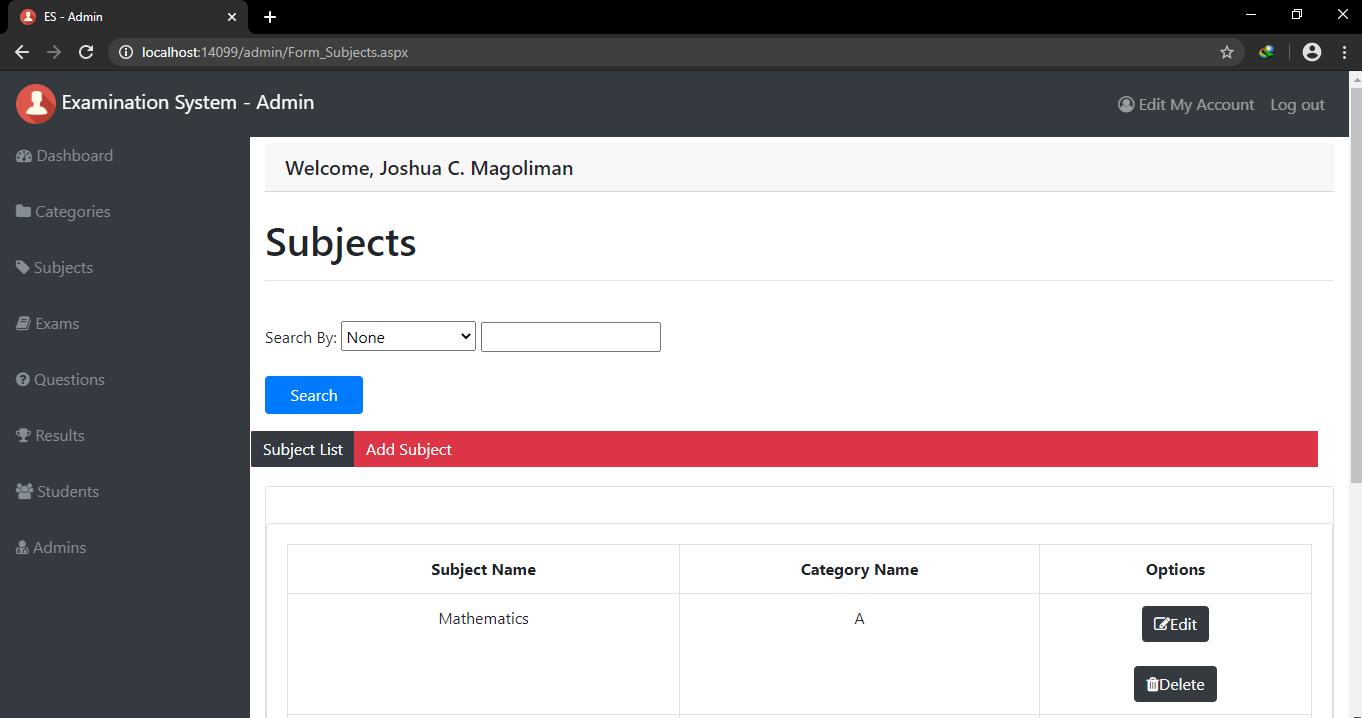 ES - Admin
localhost:14099/admin/Form_Subjects.aspx
Examination System - Admin
Edit My Account Log out
Dashboard
Categories
Subjects
Exams
Questions
Results
Students
Admins
Welcome, Joshua C. Magoliman
Subjects
Search By: None
Search
Subject List Add Subject
Subject Name Category Name Options
Mathematics A Edit
Delete